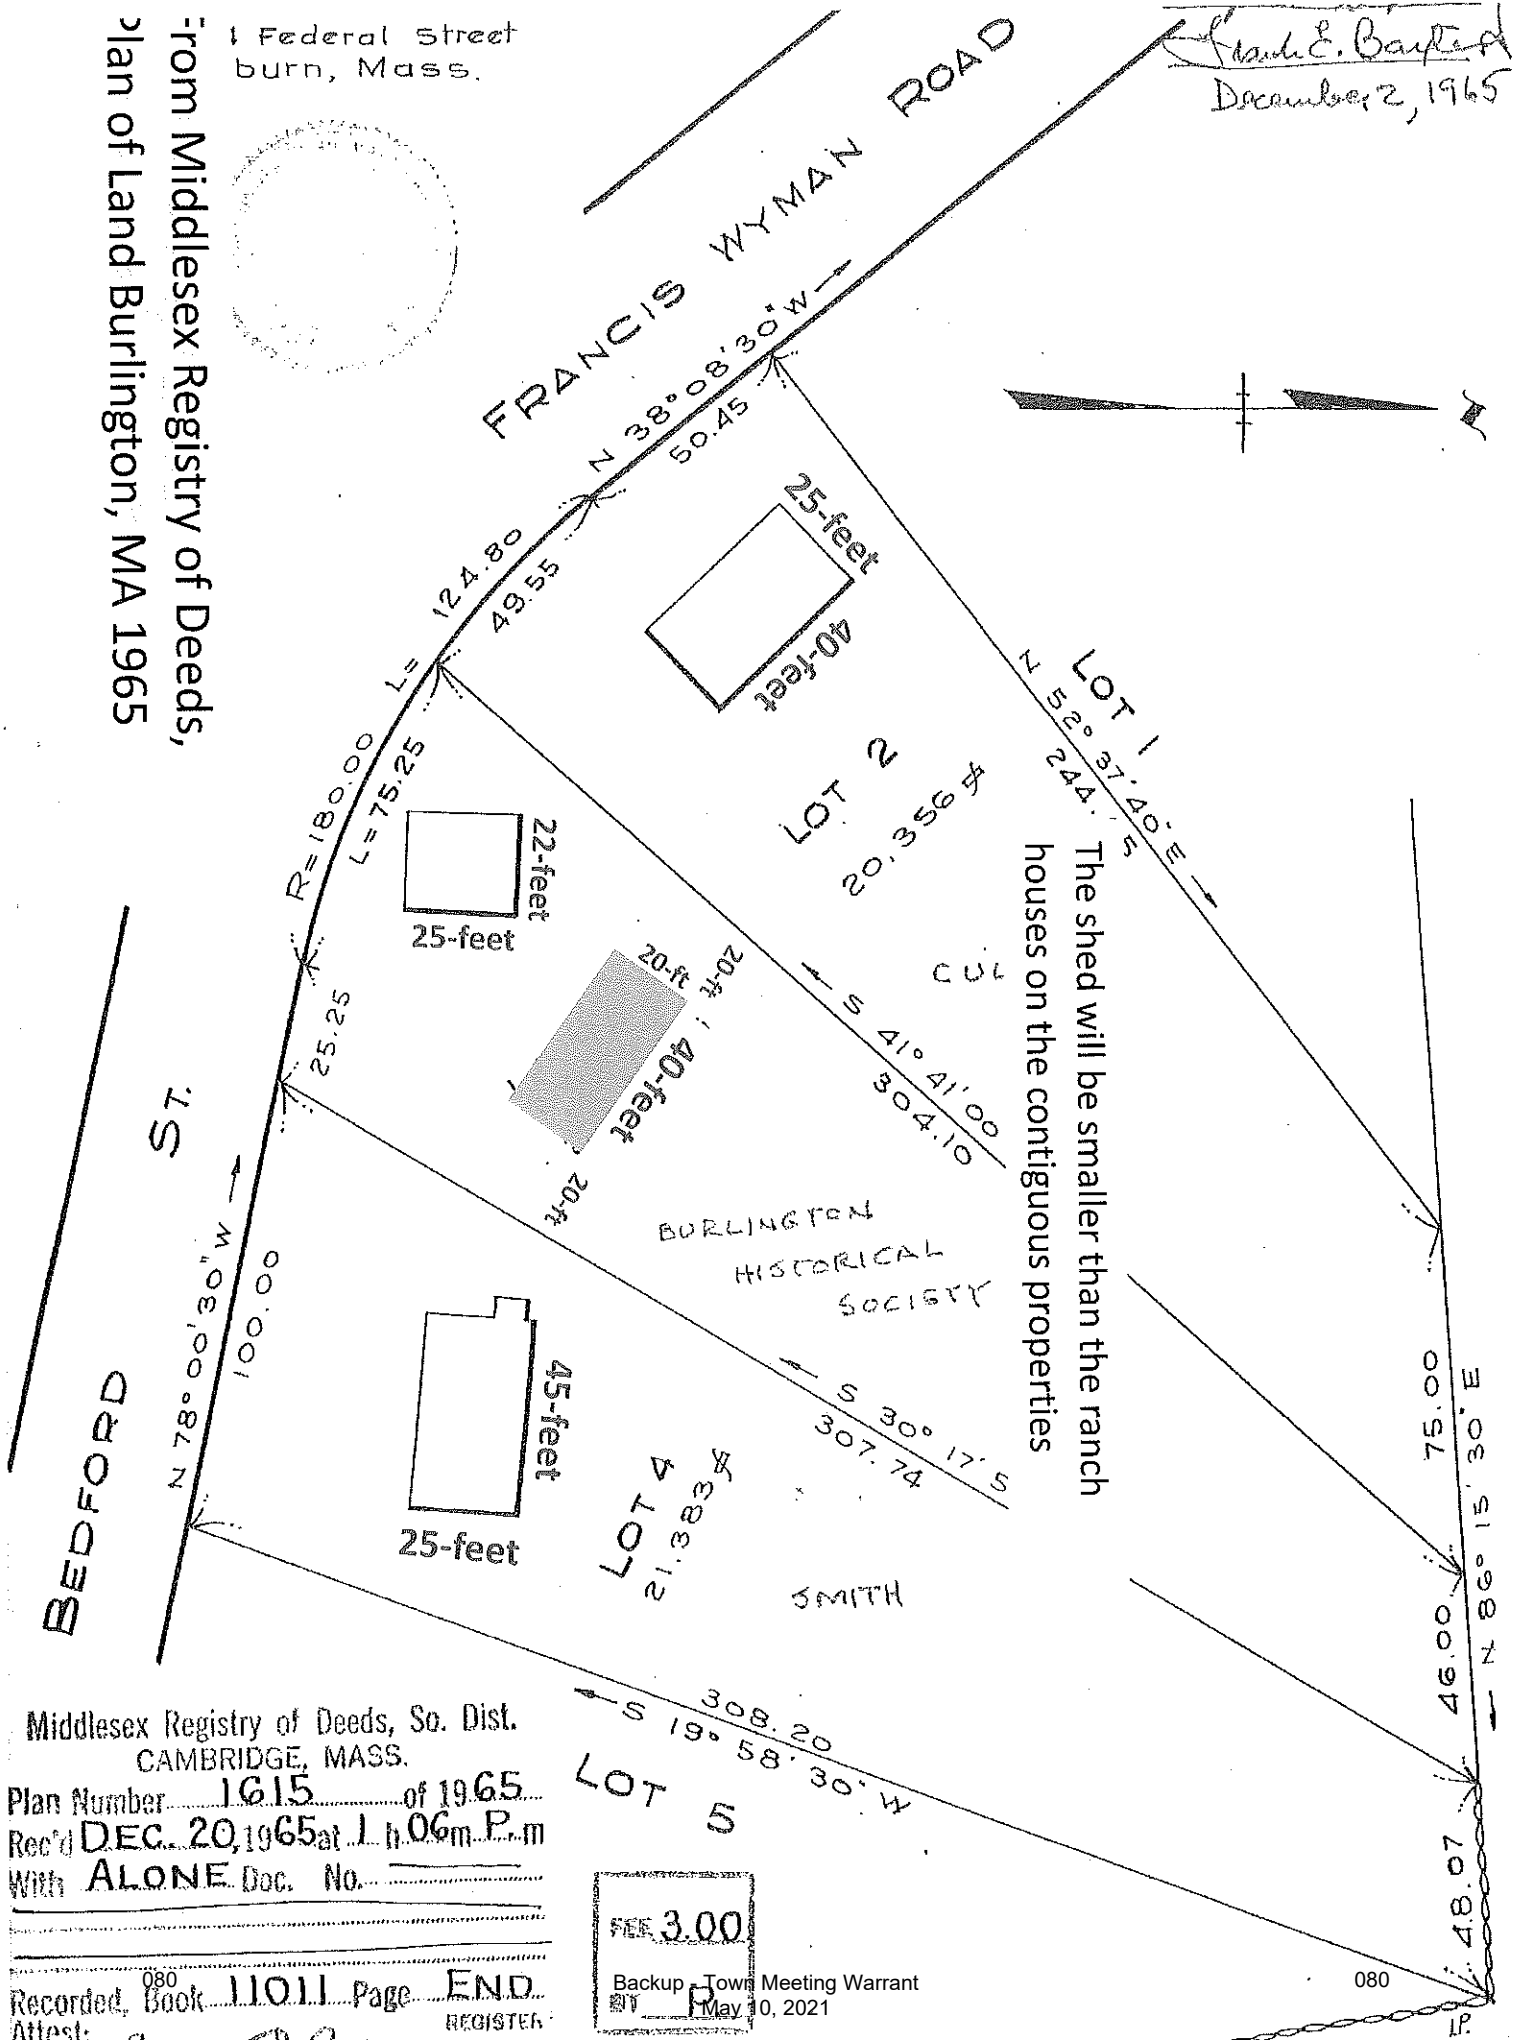 1 Federal Street
burn, Mass.
Frank E. Baxter
December 2, 1965
rom Middlesex Registry of Deeds,
lan of Land Burlington, MA 1965
FRANCIS WYMAN ROAD
N 38° 08' 30" W
50.45
124.80
49.55
L=
L=75.25
R=180.00
25.25
25-feet
40-feet
LOT 1
N 52° 37' 40" E
LOT 2
20,356
22-feet
25-feet
20-ft
20-ft
40-feet
20-ft
The shed will be smaller than the ranch
houses on the contiguous properties
CUL
S 41° 41' 00
304.10
BURLINGTON
HISTORICAL
SOCIETY
S 30° 17' 5
307.74
45-feet
25-feet
LOT 4
21,383
SMITH
ST.
BEDFORD
N 78° 00' 30" W
100.00
308.20
S 19° 58' 30" W
LOT 5
75.00
N 86° 15' 30" E
46.00
48.07
I.P.
Middlesex Registry of Deeds, So. Dist.
CAMBRIDGE, MASS.
Plan Number 1615 of 1965
Rec'd DEC. 20, 1965 at 1 h 06 m P. m
With ALONE Doc. No.
Recorded, Book 11011 Page END
Attest:
REGISTER
FEE 3.00
P
080
Backup - Town Meeting Warrant
May 10, 2021
080